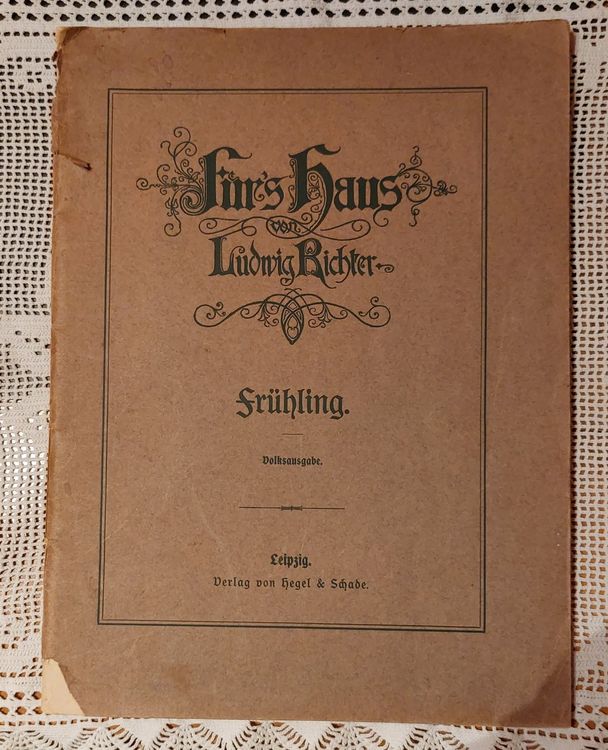 Für's Haus
von
Ludwig Richter
Frühling.
Volksausgabe.
Leipzig.
Verlag von Hegel & Schade.